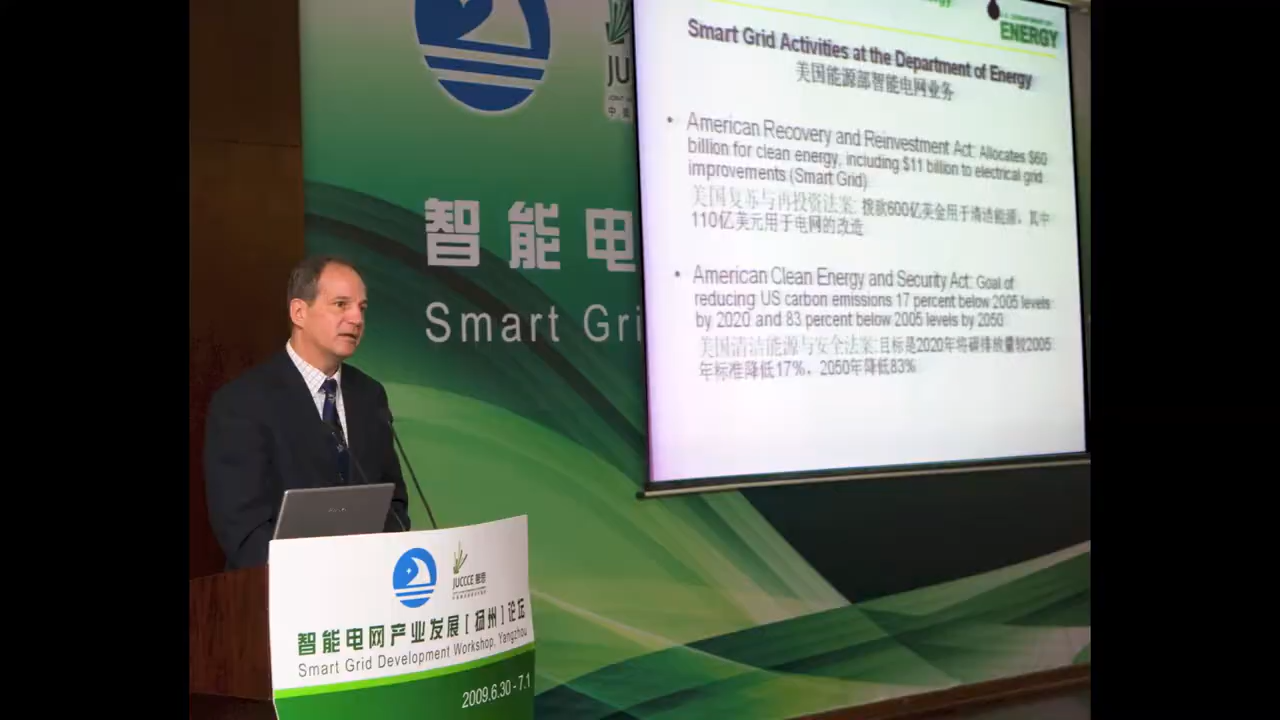 ENERGY
Smart Grid Activities at the Department of Energy
美国能源部智能电网业务
• American Recovery and Reinvestment Act: Allocates $60
billion for clean energy, including $11 billion to electrical grid
improvements (Smart Grid)
美国复苏与再投资法案: 拨款600亿美金用于清洁能源，其中
110亿美元用于电网的改造
• American Clean Energy and Security Act: Goal of
reducing US carbon emissions 17 percent below 2005 levels
by 2020 and 83 percent below 2005 levels by 2050
美国清洁能源与安全法案: 目标是2020年将碳排放量较2005
年标准降低17%，2050年降低83%
JU
智能电
Smart Gri
JUCCCE 聚思
智能电网产业发展[扬州]论坛
Smart Grid Development Workshop, Yangzhou
2009.6.30-7.1